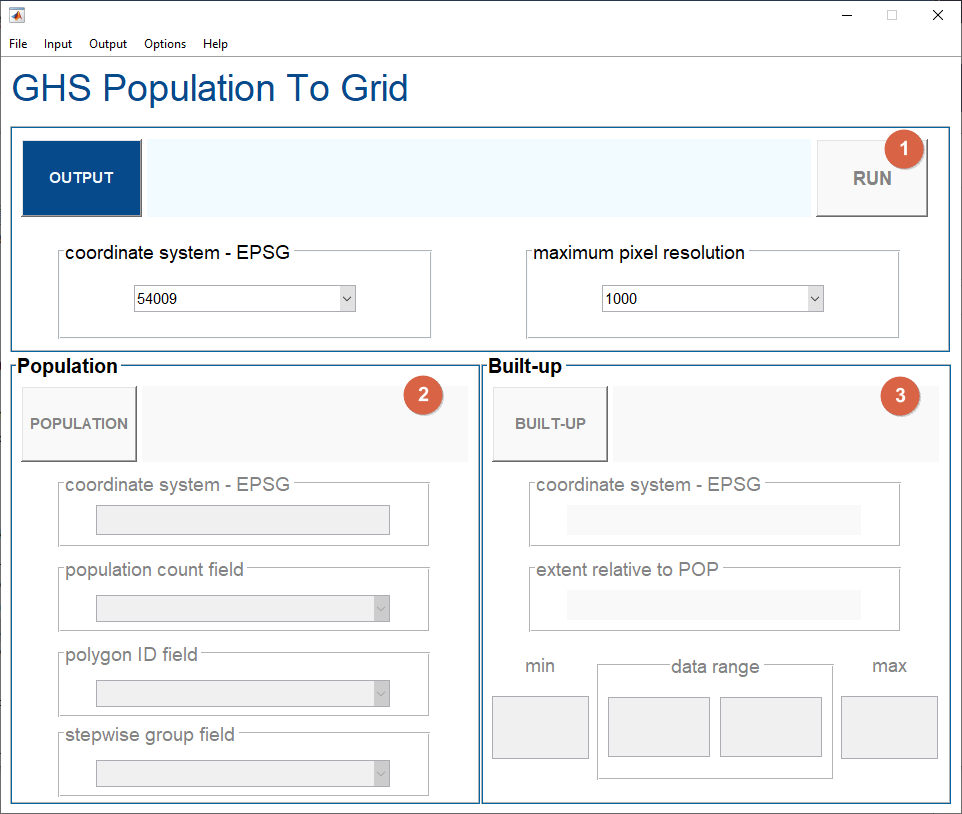 File Input Output Options Help
GHS Population To Grid
OUTPUT
RUN
1
coordinate system - EPSG
54009
maximum pixel resolution
1000
Population
POPULATION
2
coordinate system - EPSG
population count field
polygon ID field
stepwise group field
Built-up
BUILT-UP
3
coordinate system - EPSG
extent relative to POP
min
data range
max